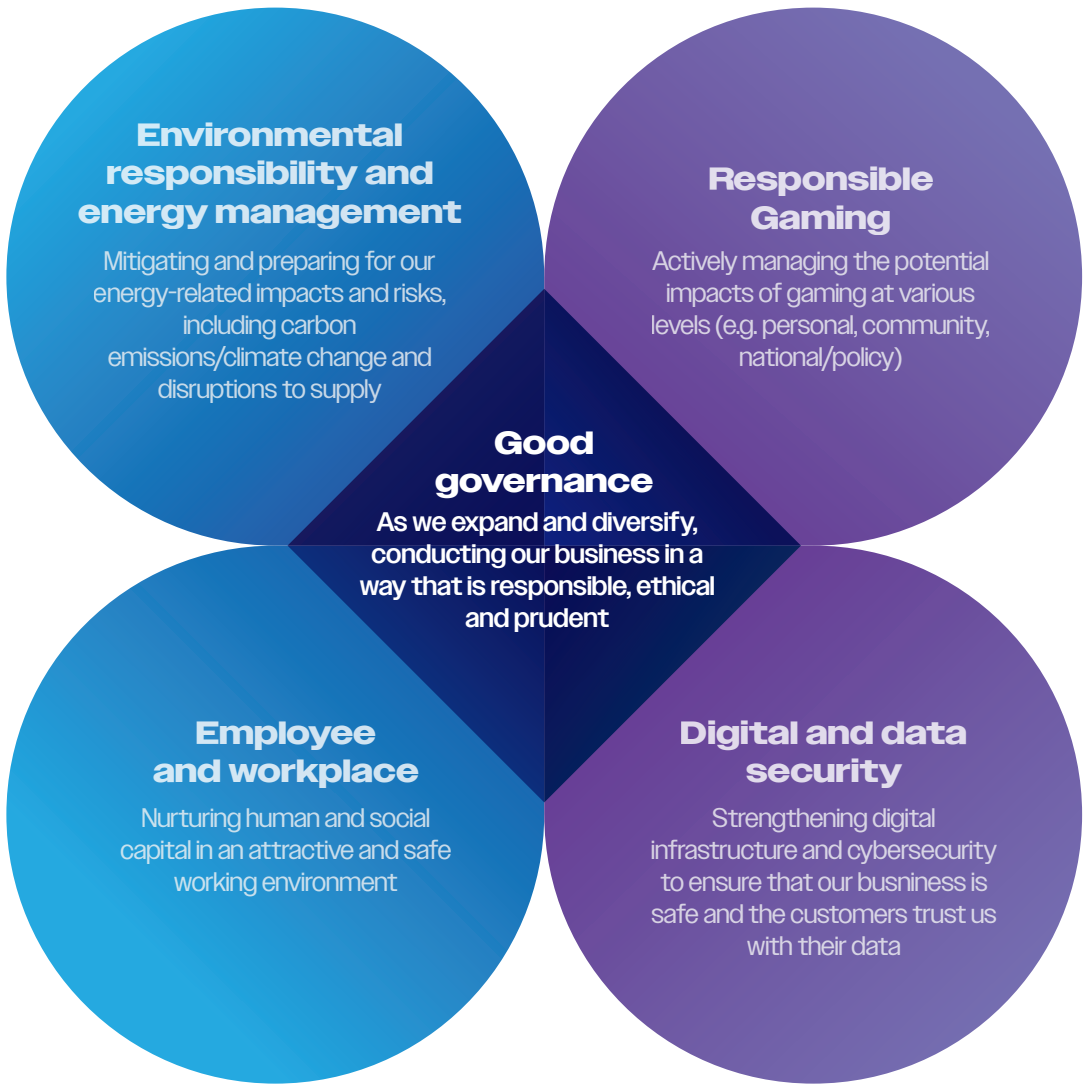 Environmental
responsibility and
energy management
Mitigating and preparing for our
energy-related impacts and risks,
including carbon
emissions/climate change and
disruptions to supply
Responsible
Gaming
Actively managing the potential
impacts of gaming at various
levels (e.g. personal, community,
national/policy)
Good
governance
As we expand and diversify,
conducting our business in a
way that is responsible, ethical
and prudent
Employee
and workplace
Nurturing human and social
capital in an attractive and safe
working environment
Digital and data
security
Strengthening digital
infrastructure and cybersecurity
to ensure that our busniness is
safe and the customers trust us
with their data